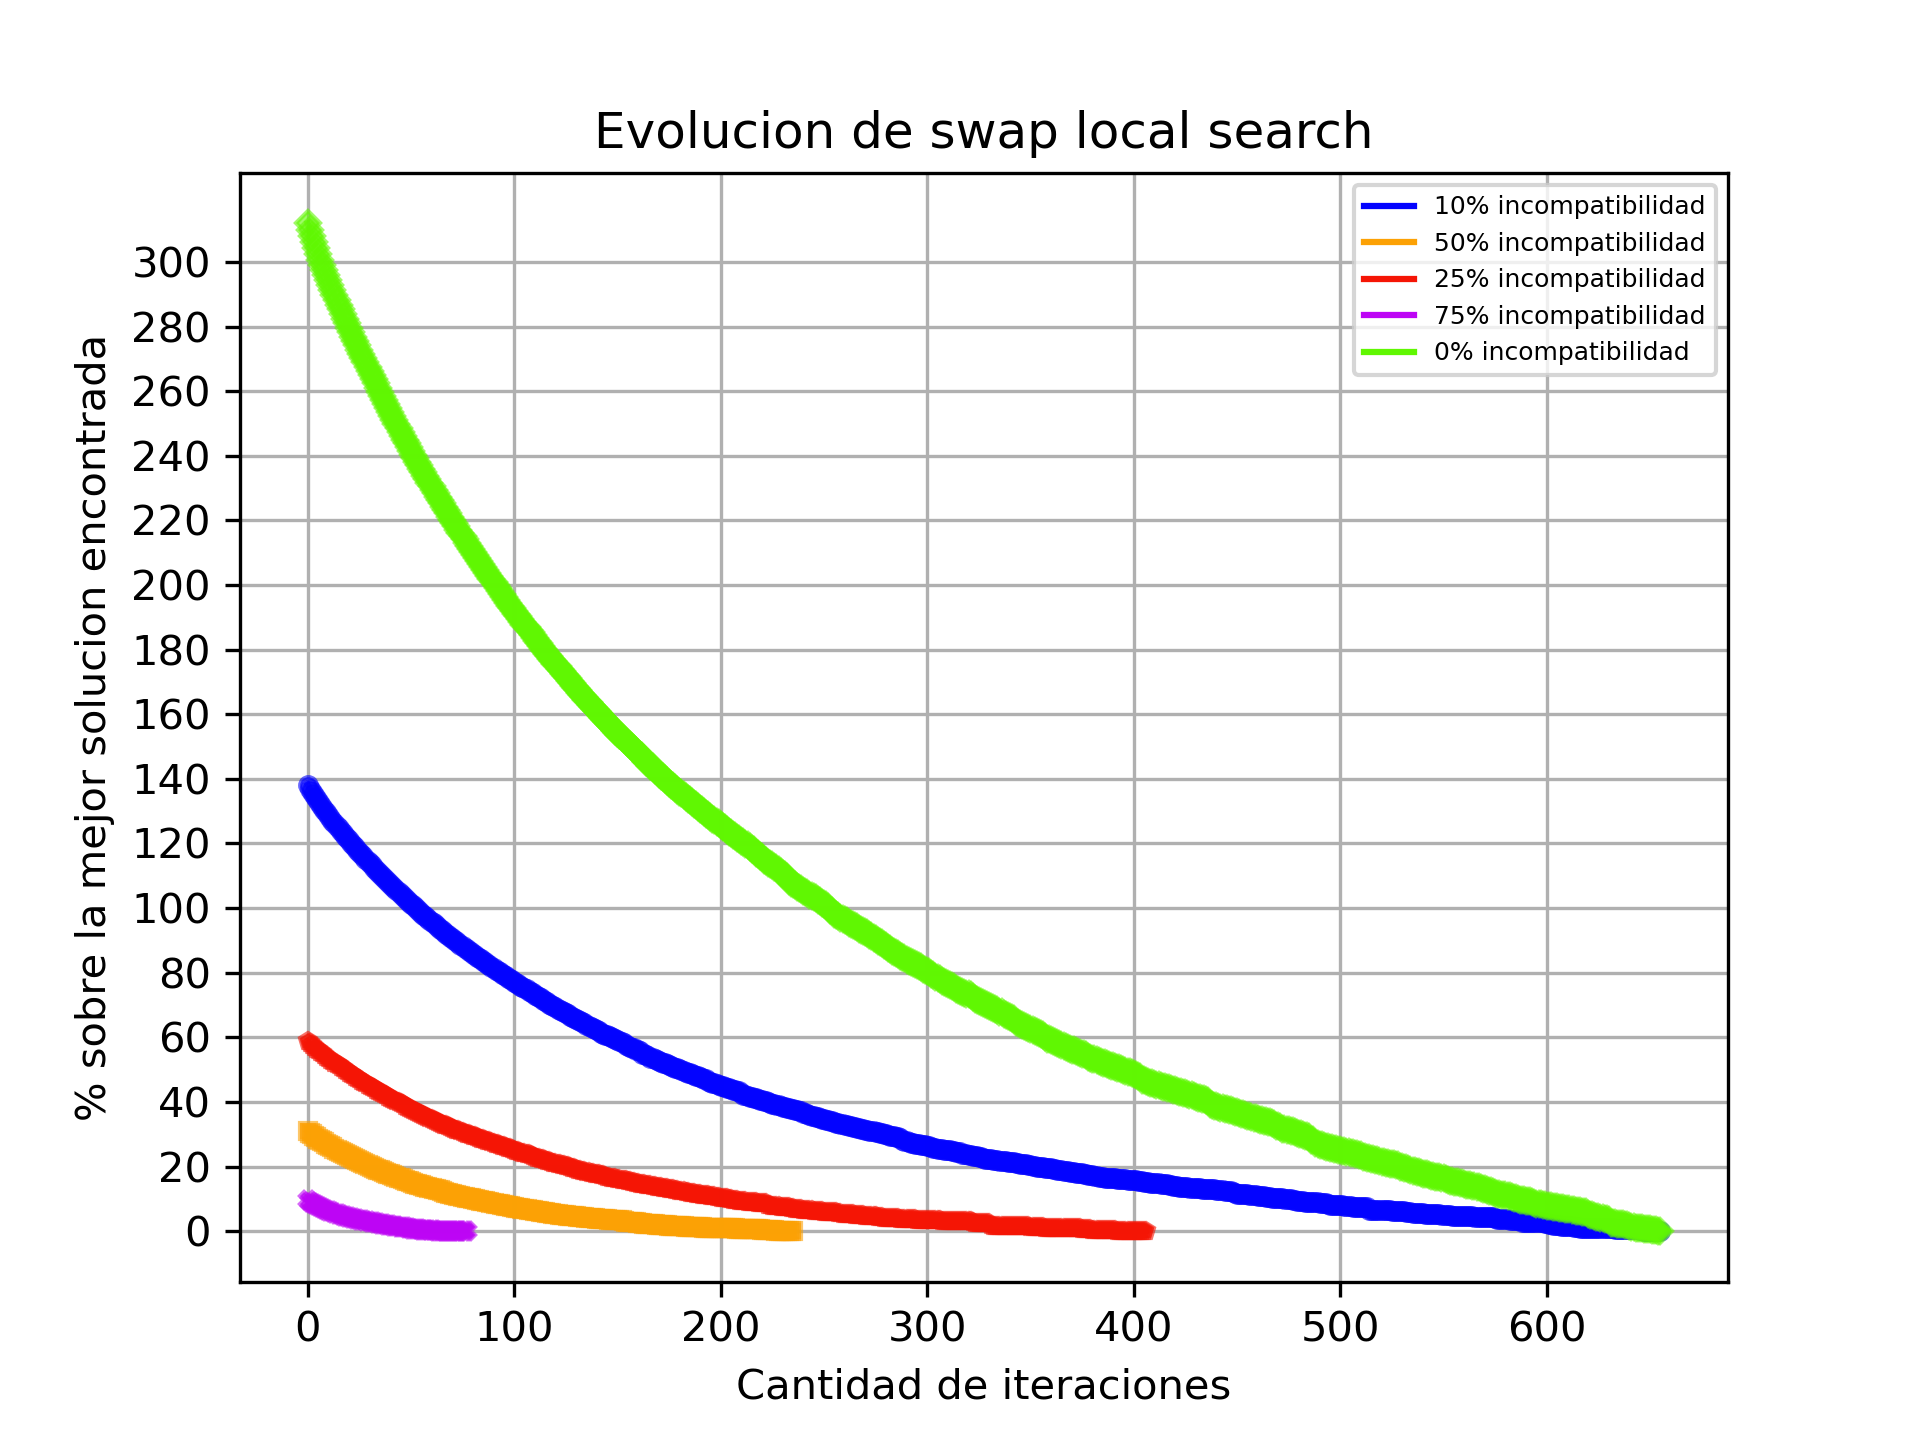 Evolucion de swap local search
% sobre la mejor solucion encontrada
300
280
260
240
220
200
180
160
140
120
100
80
60
40
20
0
10% incompatibilidad
50% incompatibilidad
25% incompatibilidad
75% incompatibilidad
0% incompatibilidad
0 100 200 300 400 500 600
Cantidad de iteraciones